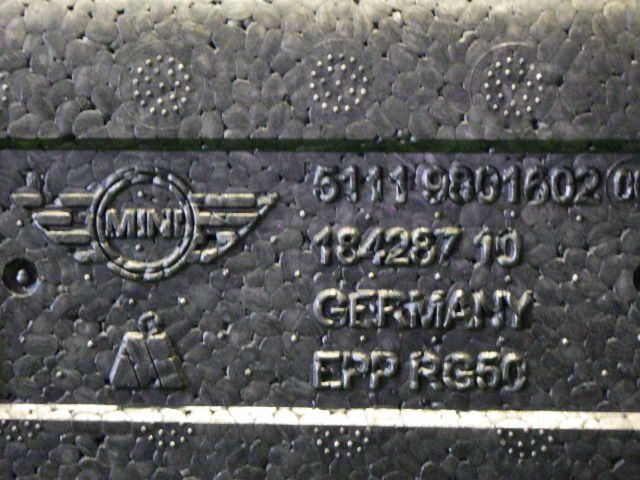 MINI
5111 9801602
184287 10
GERMANY
EPP RG50